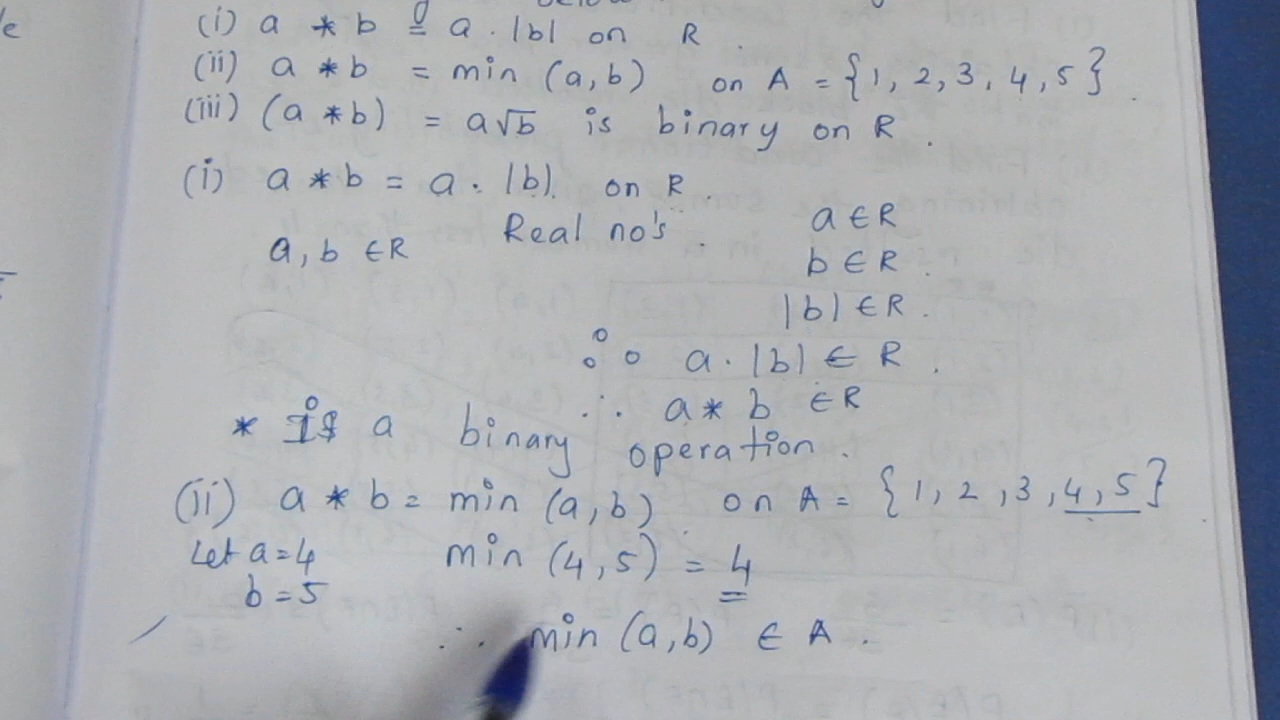 below
(i) a * b = a . |b| on R .
(ii) a * b = min (a, b) on A = {1, 2, 3, 4, 5} .
(iii) (a * b) = a√b is binary on R .
(i) a * b = a . |b|. on R
a, b ∈ R Real no's . a ∈ R
b ∈ R .
|b| ∈ R .
∴ a . |b| ∈ R .
∴ a * b ∈ R
* Is a binary operation .
(ii) a * b = min (a, b) on A = {1, 2, 3, 4, 5}
Let a = 4 min (4, 5) = 4
b = 5
∴ min (a, b) ∈ A .